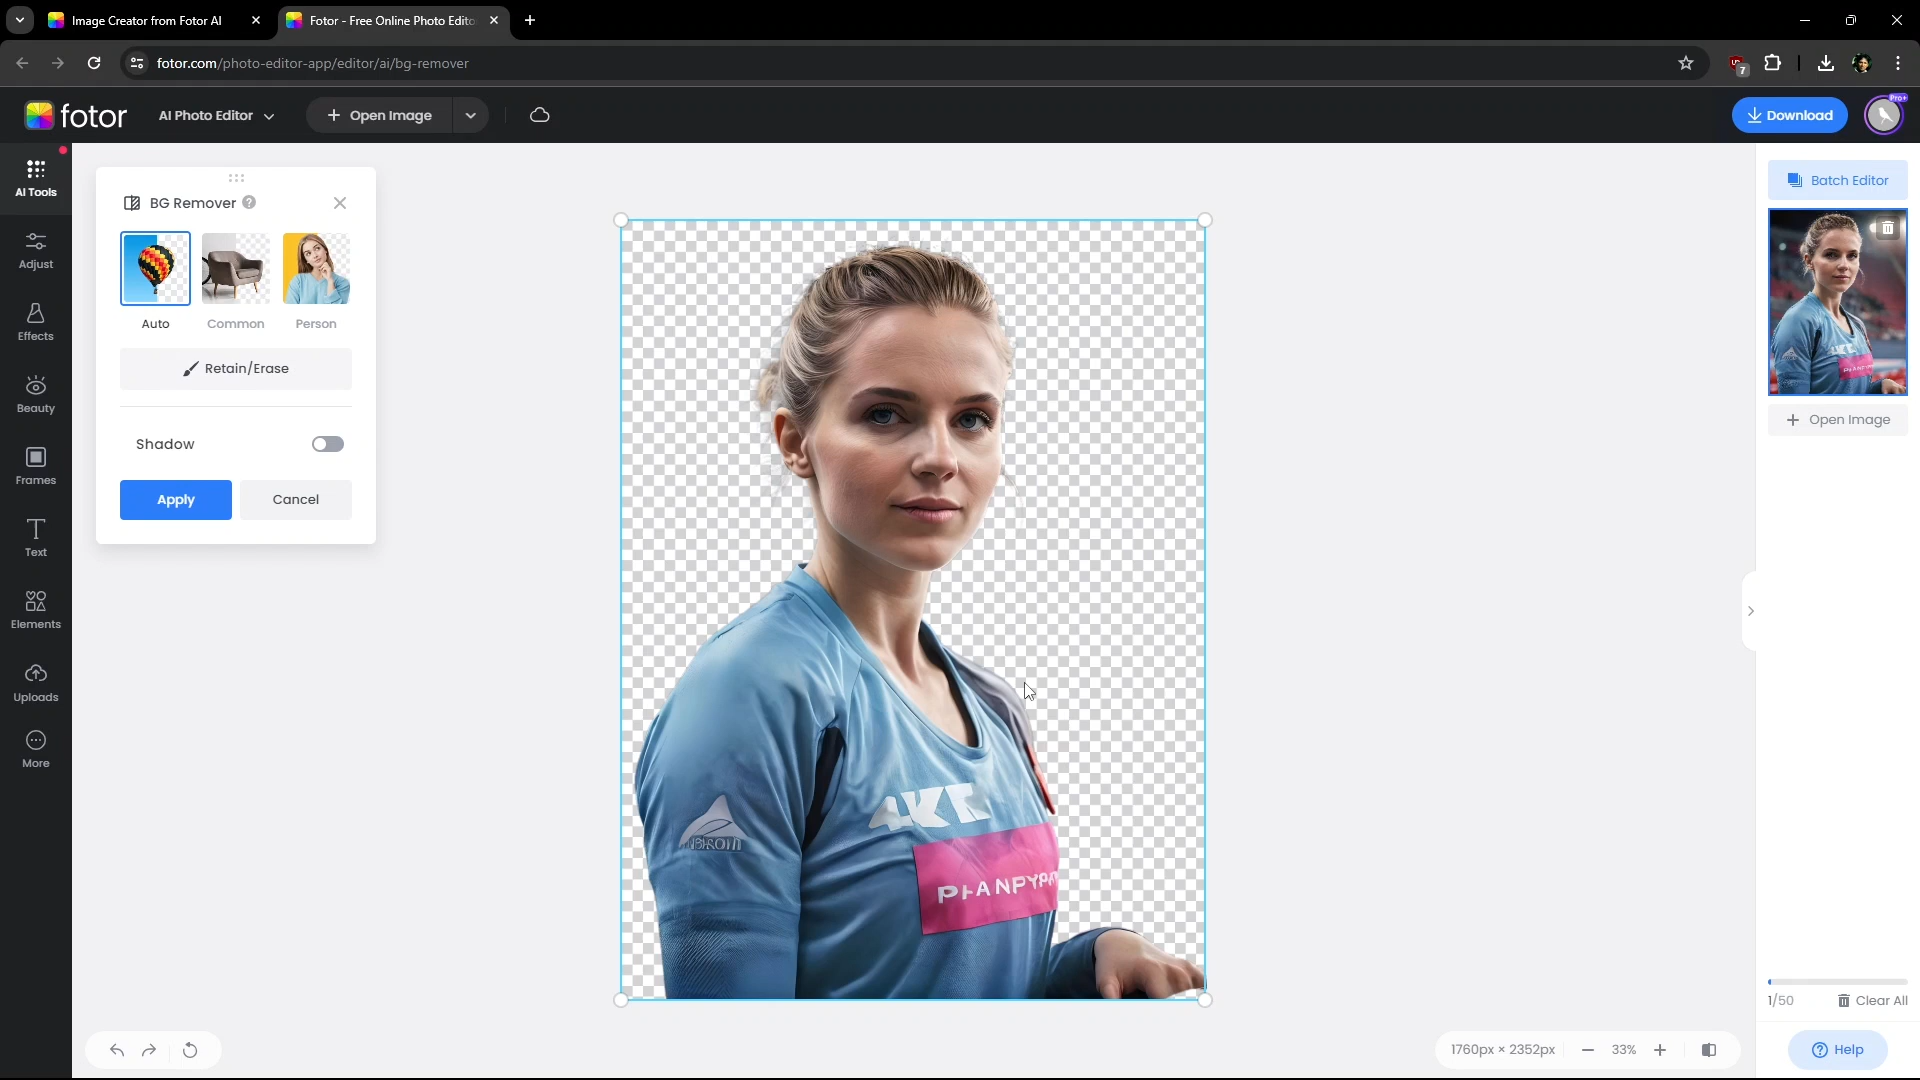 Image Creator from Fotor AI
Fotor - Free Online Photo Edito
fotor.com/photo-editor-app/editor/ai/bg-remover
7
fotor
AI Photo Editor
Open Image
Download
Pro+
AI Tools
Adjust
Effects
Beauty
Frames
Text
Elements
Uploads
More
BG Remover
Auto
Common
Person
Retain/Erase
Shadow
Apply
Cancel
Batch Editor
Open Image
1/50
Clear All
1760px × 2352px
33%
Help